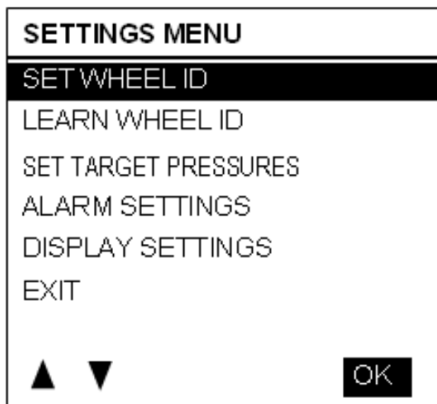 SETTINGS MENU
SET WHEEL ID
LEARN WHEEL ID
SET TARGET PRESSURES
ALARM SETTINGS
DISPLAY SETTINGS
EXIT
OK